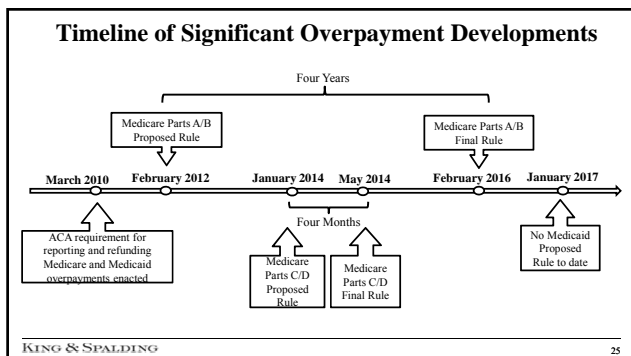 Timeline of Significant Overpayment Developments
Four Years
Medicare Parts A/B
Proposed Rule
Medicare Parts A/B
Final Rule
March 2010
February 2012
January 2014
May 2014
February 2016
January 2017
Four Months
ACA requirement for
reporting and refunding
Medicare and Medicaid
overpayments enacted
Medicare
Parts C/D
Proposed
Rule
Medicare
Parts C/D
Final Rule
No Medicaid
Proposed
Rule to date
KING & SPALDING
25